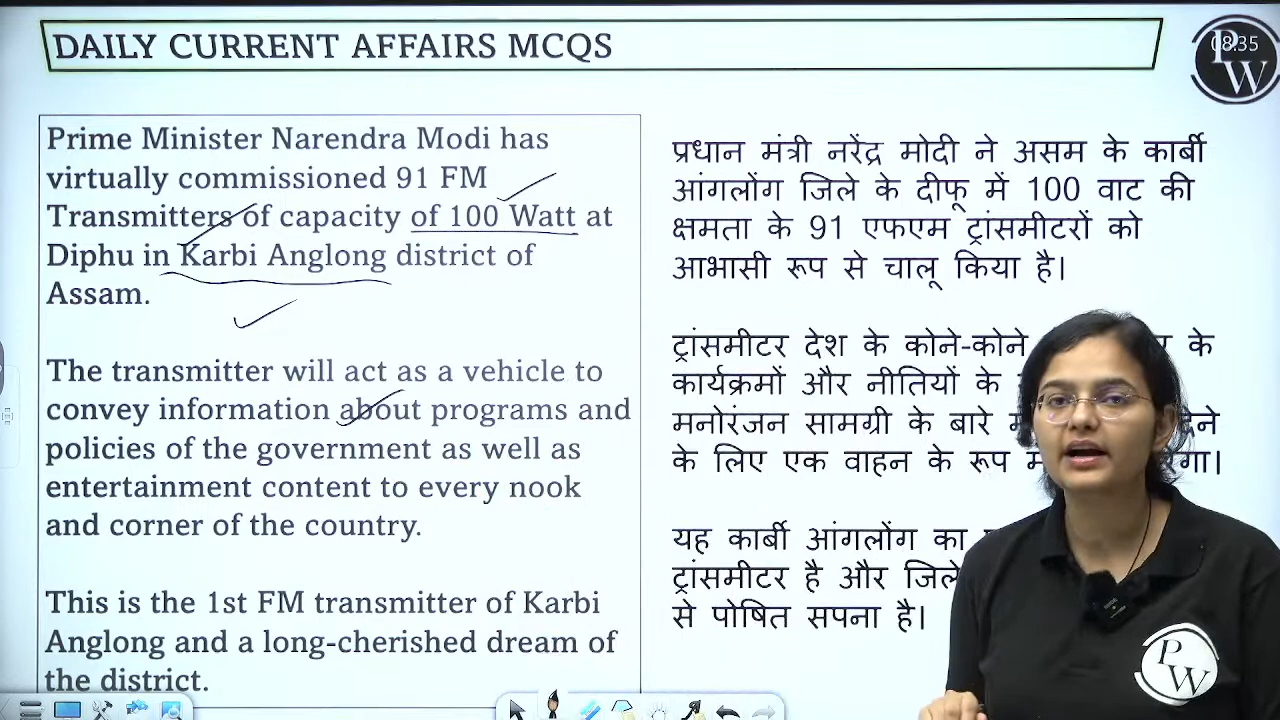 DAILY CURRENT AFFAIRS MCQS
08:35
PW
Prime Minister Narendra Modi has
virtually commissioned 91 FM
Transmitters of capacity of 100 Watt at
Diphu in Karbi Anglong district of
Assam.
The transmitter will act as a vehicle to
convey information about programs and
policies of the government as well as
entertainment content to every nook
and corner of the country.
This is the 1st FM transmitter of Karbi
Anglong and a long-cherished dream of
the district.
प्रधान मंत्री नरेंद्र मोदी ने असम के कार्बी
आंगलोंग जिले के दीफू में 100 वाट की
क्षमता के 91 एफएम ट्रांसमीटरों को
आभासी रूप से चालू किया है।
ट्रांसमीटर देश के कोने-कोने के
कार्यक्रमों और नीतियों के
मनोरंजन सामग्री के बारे
के लिए एक वाहन के रूप
यह कार्बी आंगलोंग का
ट्रांसमीटर है और जिले
से पोषित सपना है।
PW